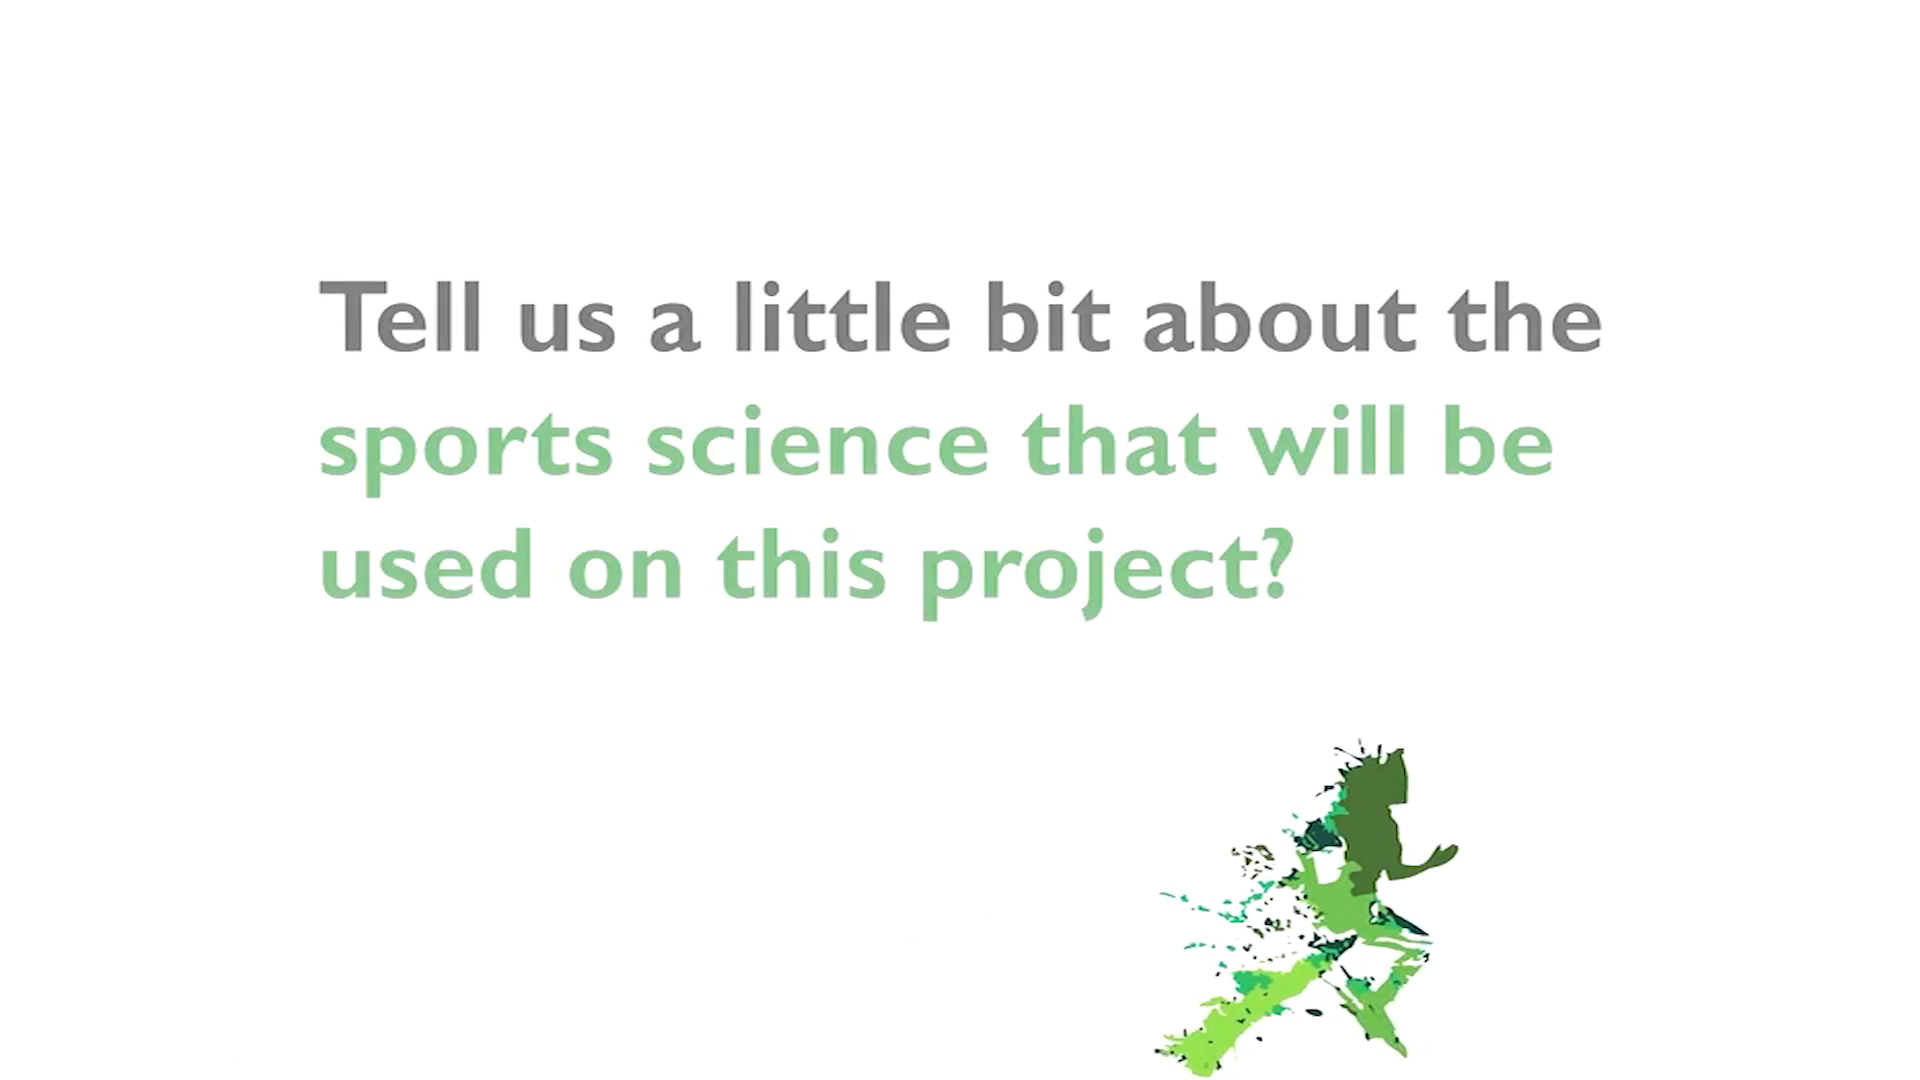 Tell us a little bit about the
sports science that will be
used on this project?